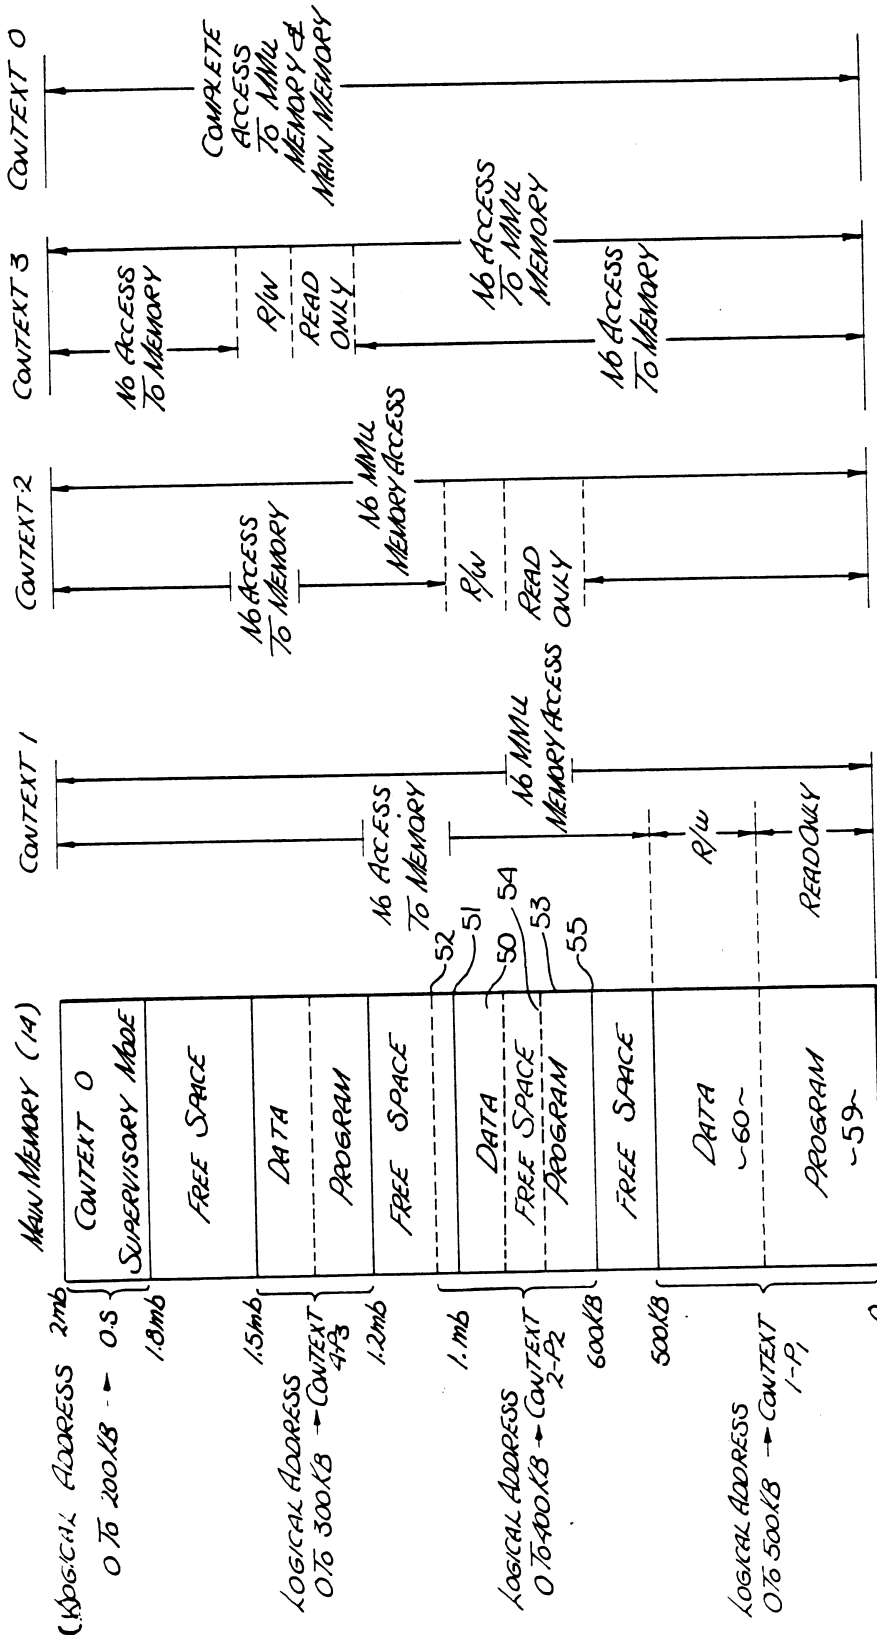 MAIN MEMORY (14)
CONTEXT 1
CONTEXT 2
CONTEXT 3
CONTEXT 0
LOGICAL ADDRESS
0 TO 200KB → O.S
2mb
1.8mb
CONTEXT 0
SUPERVISORY MODE
FREE SPACE
1.5mb
LOGICAL ADDRESS
0 TO 300KB → CONTEXT
1.2mb
DATA
PROGRAM
FREE SPACE
52
51
1.mb
LOGICAL ADDRESS
0 TO 400KB → CONTEXT
2-P2
600KB
DATA
50
FREE SPACE
54
PROGRAM
53
55
FREE SPACE
500KB
LOGICAL ADDRESS
0 TO 500KB → CONTEXT
1-P1
DATA
~60~
PROGRAM
~59~
0
NO ACCESS
TO MEMORY
NO MMU
MEMORY ACCESS
R/W
READ ONLY
NO ACCESS
TO MEMORY
NO MMU
MEMORY ACCESS
R/W
READ
ONLY
NO ACCESS
TO MEMORY
R/W
READ
ONLY
NO ACCESS
TO MMU
MEMORY
NO ACCESS
TO MEMORY
COMPLETE
ACCESS
TO MMU
MEMORY &
MAIN MEMORY